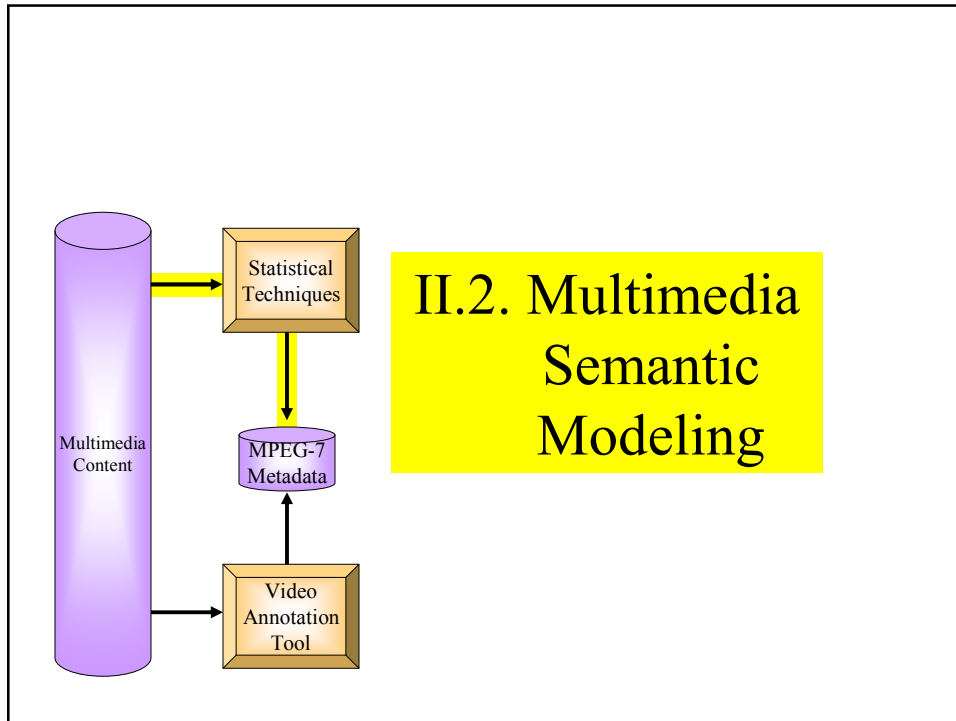 Statistical
Techniques
II.2. Multimedia
Semantic
Modeling
Multimedia
Content
MPEG-7
Metadata
Video
Annotation
Tool